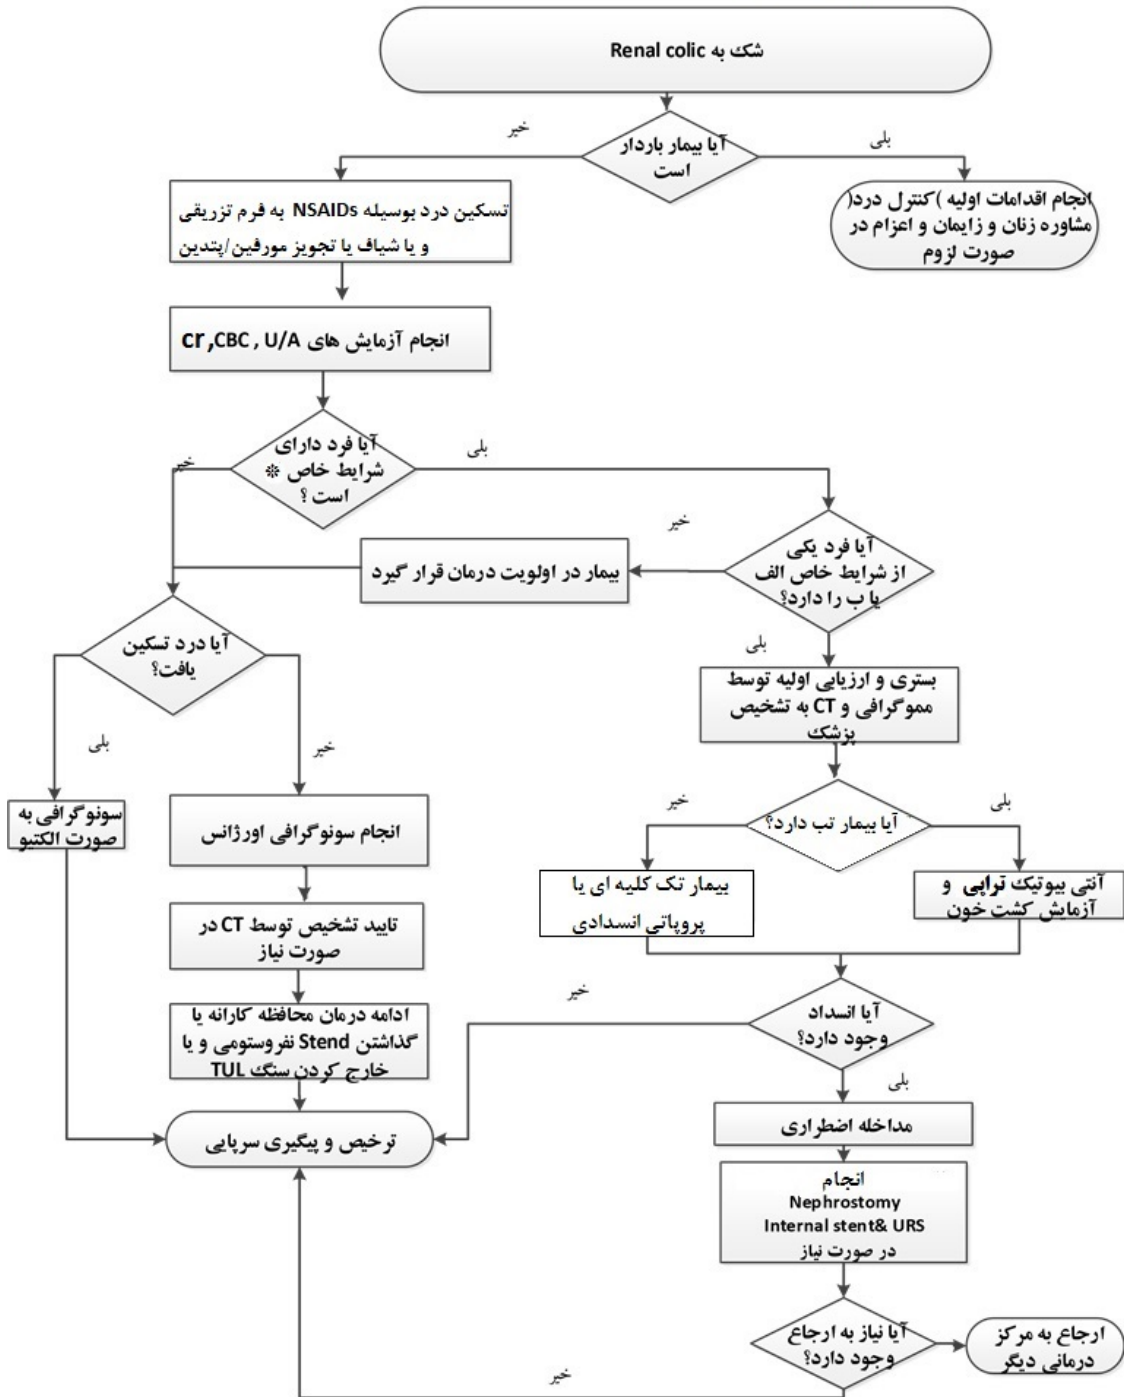 شک به Renal colic
آیا بیمار باردار
است
خیر
بلی
تسکین درد بوسیله NSAIDs به فرم تزریقی
و یا شیاف یا تجویز مورفین/پتدین
انجام اقدامات اولیه )کنترل درد(
مشاوره زنان و زایمان و اعزام در
صورت لزوم
انجام آزمایش های cr ,CBC , U/A
آیا فرد دارای
شرایط خاص *
است ؟
خیر
بلی
آیا فرد یکی
از شرایط خاص الف
یا ب را دارد؟
خیر
بلی
بیمار در اولویت درمان قرار گیرد
آیا درد تسکین
یافت؟
بلی
خیر
بستری و ارزیابی اولیه توسط
مموگرافی و CT به تشخیص
پزشک
سونوگرافی به
صورت الکتیو
انجام سونوگرافی اورژانس
آیا بیمار تب دارد؟
خیر
بلی
بیمار تک کلیه ای یا
پروپاتی انسدادی
آنتی بیوتیک تراپی و
آزمایش کشت خون
تایید تشخیص توسط CT در
صورت نیاز
ادامه درمان محافظه کارانه یا
گذاشتن Stend نفروستومی و یا
خارج کردن سنگ TUL
آیا انسداد
وجود دارد؟
خیر
بلی
ترخیص و پیگیری سرپایی
مداخله اضطراری
انجام
Nephrostomy
Internal stent& URS
در صورت نیاز
آیا نیاز به ارجاع
وجود دارد؟
خیر
ارجاع به مرکز
درمانی دیگر